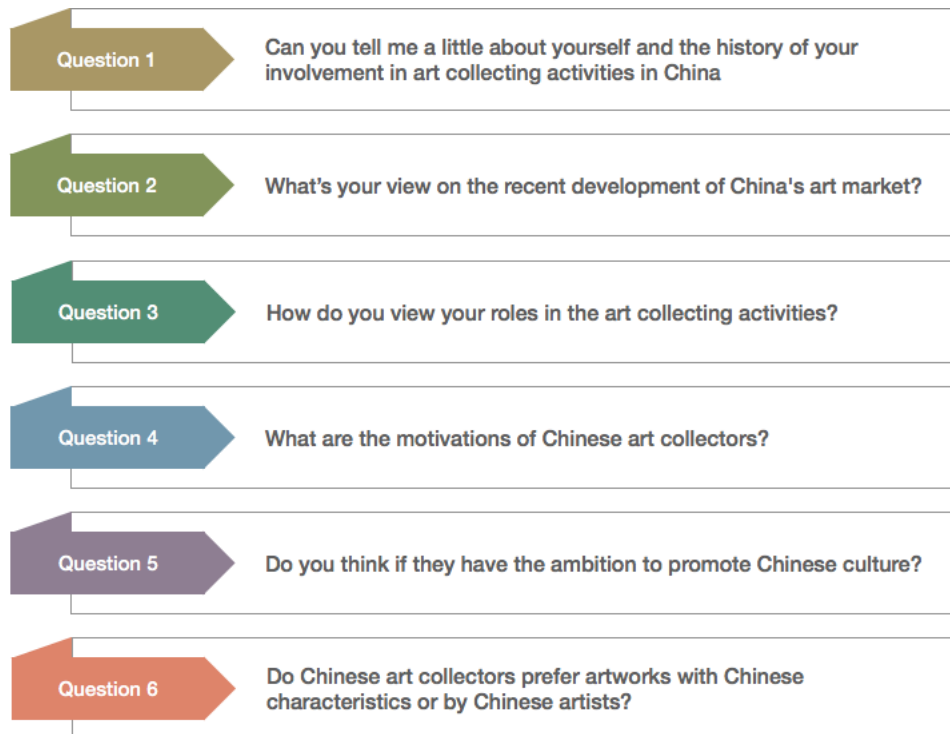 Question 1
Can you tell me a little about yourself and the history of your
involvement in art collecting activities in China
Question 2
What's your view on the recent development of China's art market?
Question 3
How do you view your roles in the art collecting activities?
Question 4
What are the motivations of Chinese art collectors?
Question 5
Do you think if they have the ambition to promote Chinese culture?
Question 6
Do Chinese art collectors prefer artworks with Chinese
characteristics or by Chinese artists?